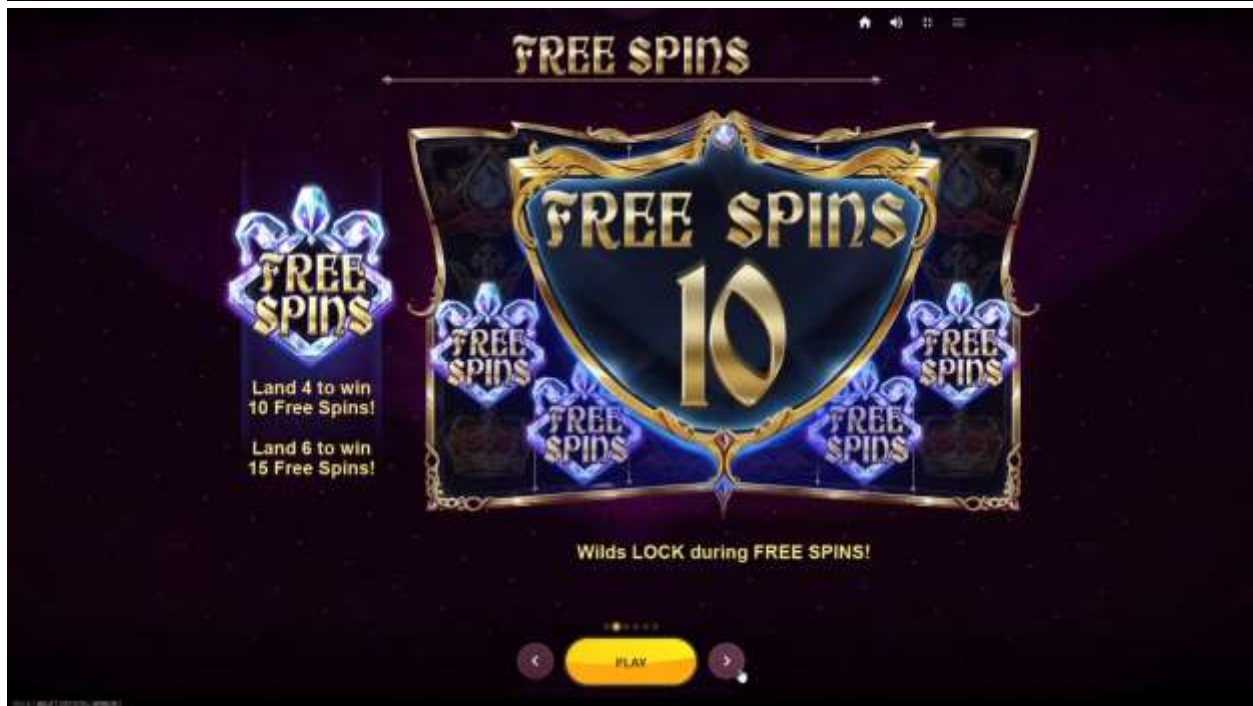 FREE SPINS
FREE SPINS
10
FREE
SPINS
Land 4 to win
10 Free Spins!
Land 6 to win
15 Free Spins!
FREE
SPINS
FREE
SPINS
FREE
SPINS
FREE
SPINS
Wilds LOCK during FREE SPINS!
PLAY